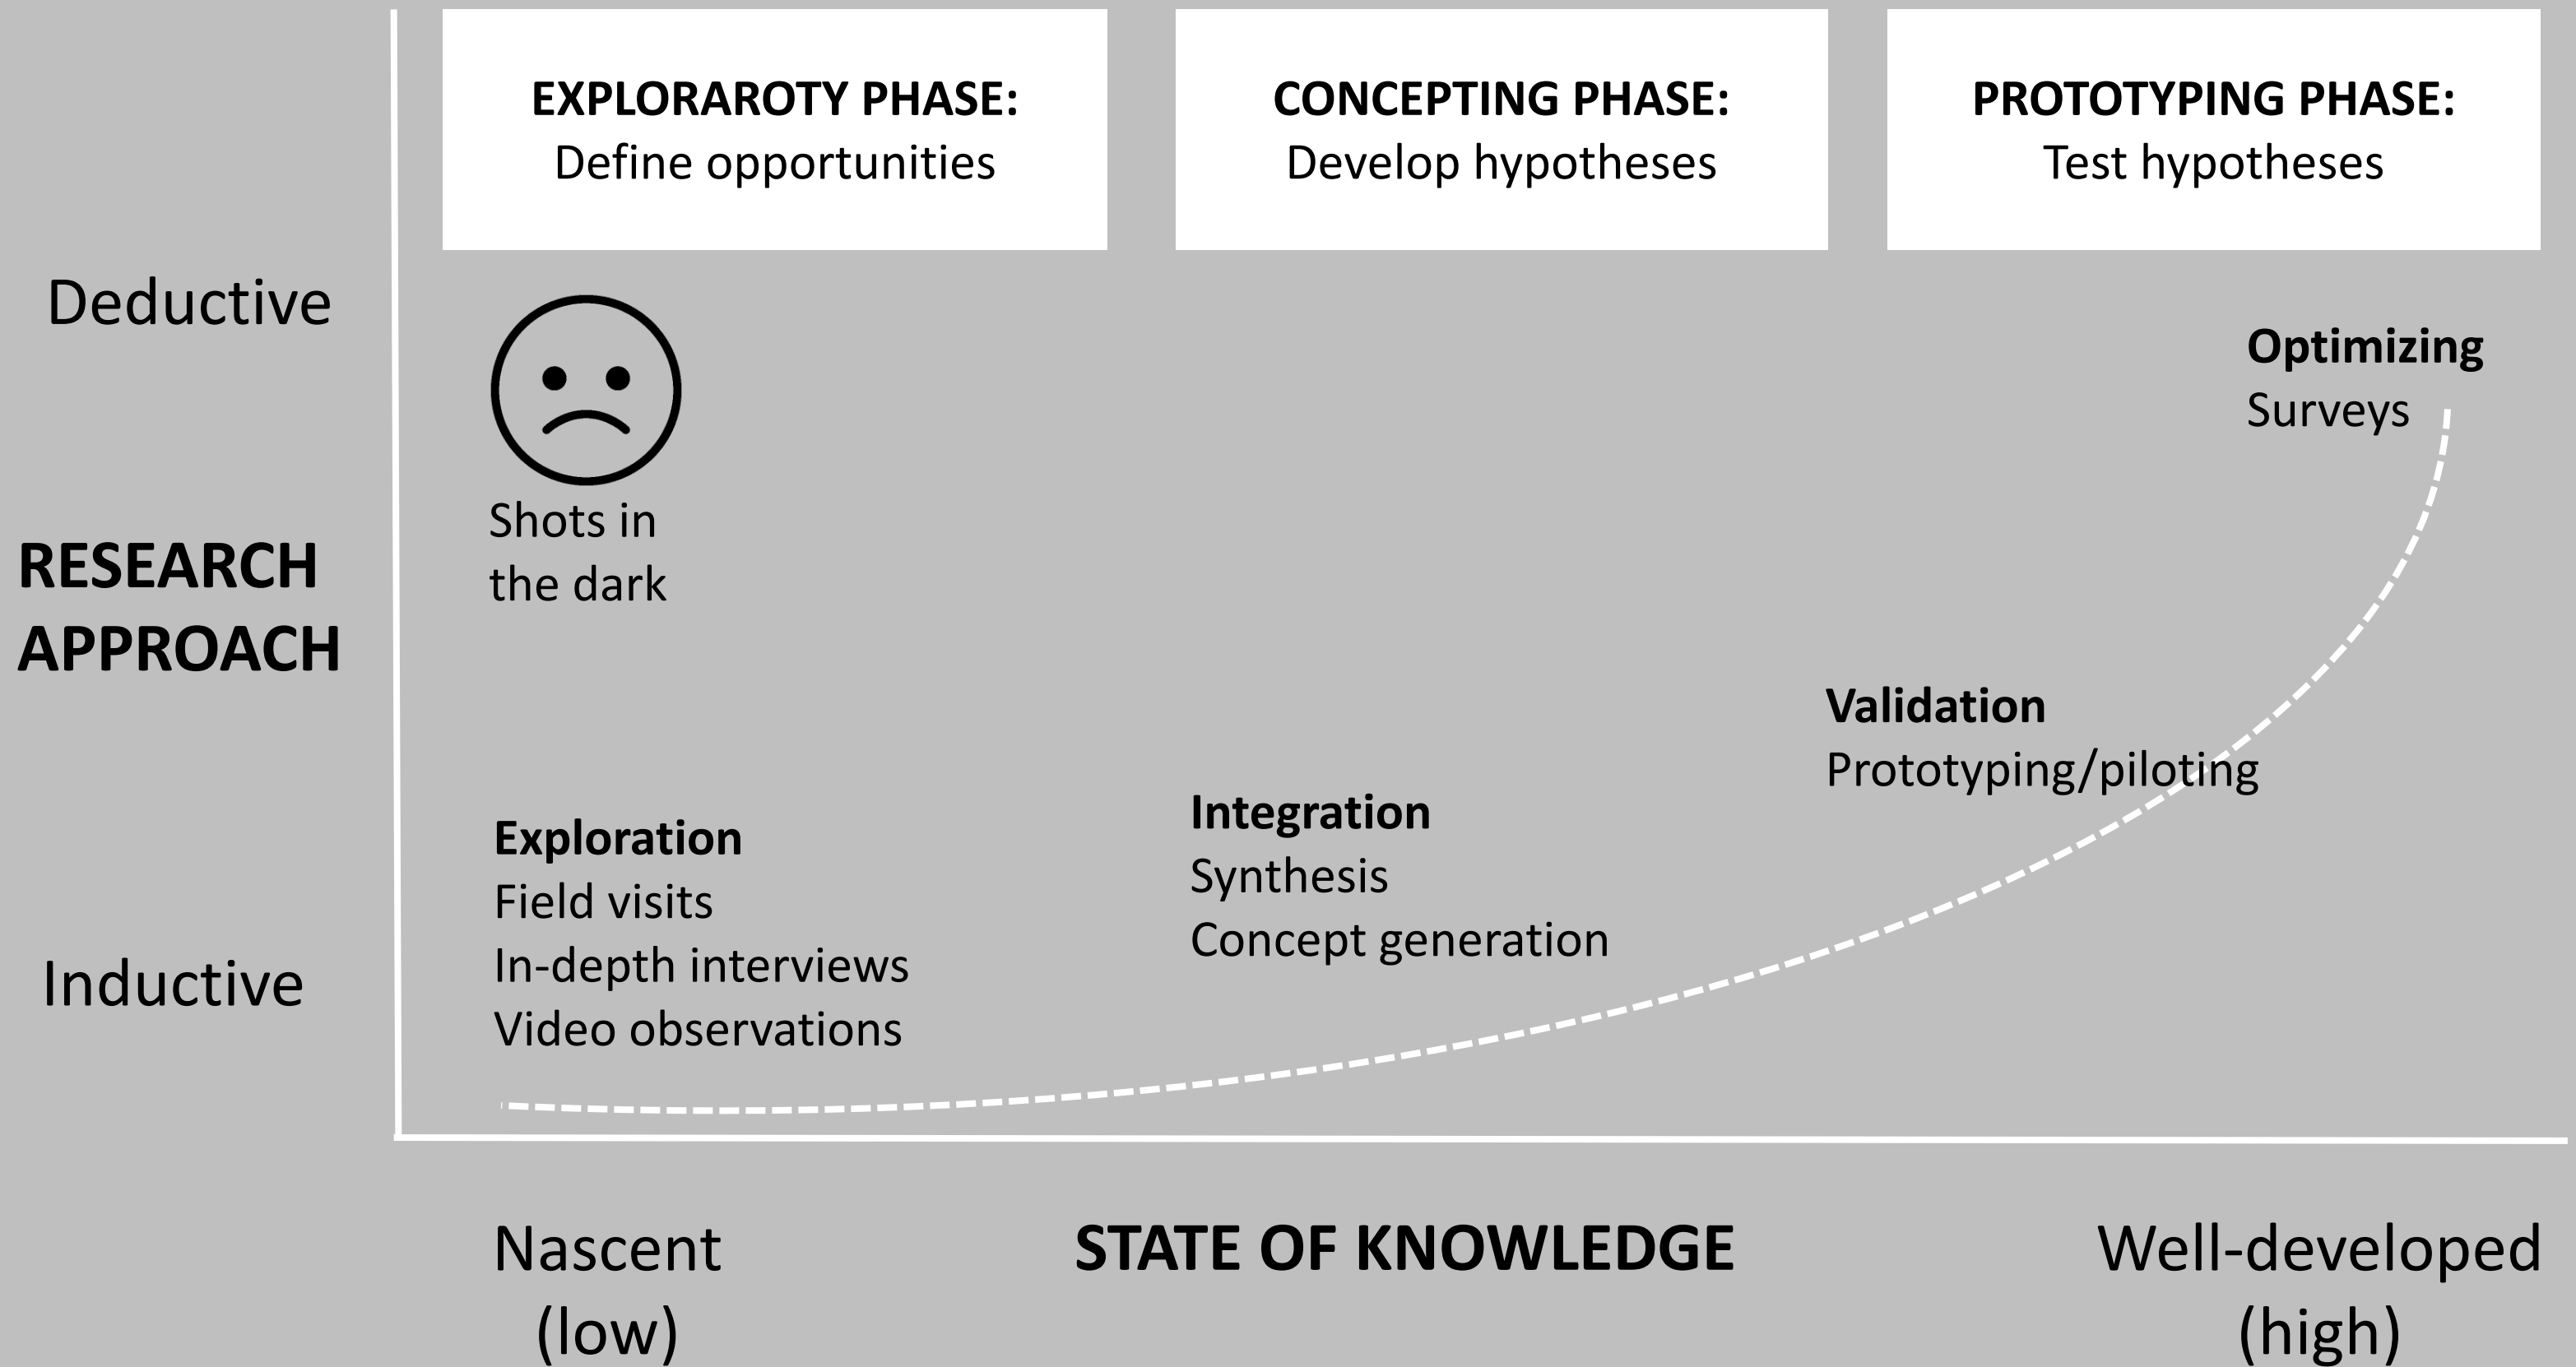 EXPLORAROTY PHASE:
Define opportunities
CONCEPTING PHASE:
Develop hypotheses
PROTOTYPING PHASE:
Test hypotheses
Deductive
RESEARCH
APPROACH
Inductive
Shots in
the dark
Exploration
Field visits
In-depth interviews
Video observations
Integration
Synthesis
Concept generation
Validation
Prototyping/piloting
Optimizing
Surveys
Nascent
(low)
STATE OF KNOWLEDGE
Well-developed
(high)